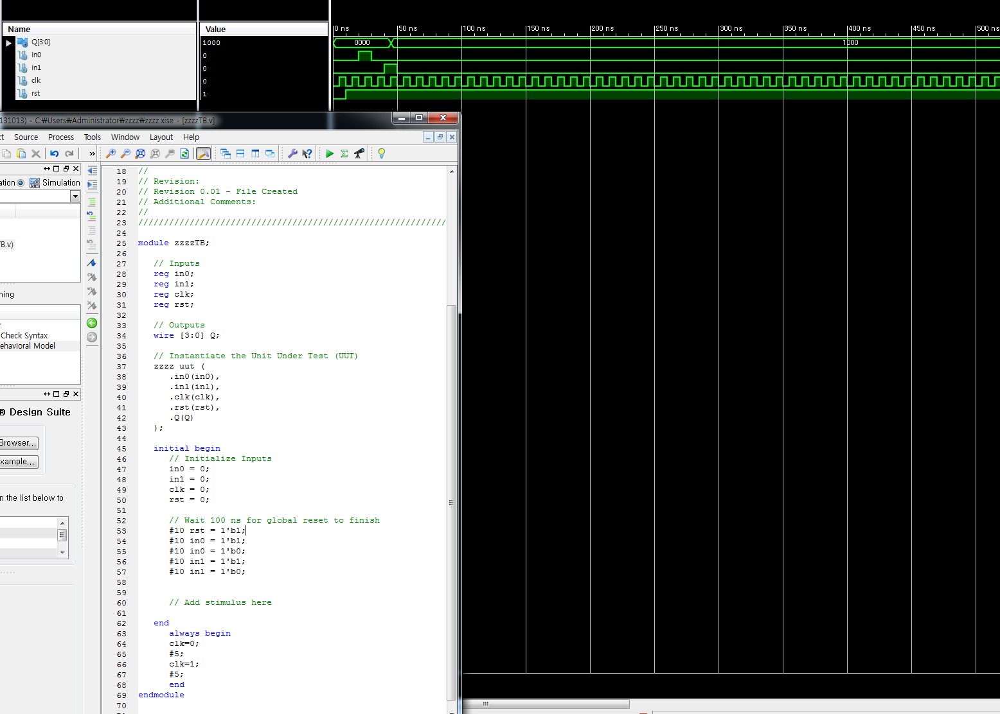 Name
Value
0 ns
50 ns
100 ns
150 ns
200 ns
250 ns
300 ns
350 ns
400 ns
450 ns
500 ns
Q[3:0]
1000
0000
1000
in0
0
in1
0
clk
0
rst
1
131013) - C:₩Users₩Administrator₩zzzz₩zzzz.xise - [zzzzTB.v]
ct Source Process Tools Window Layout Help
»
ation
Simulation
TB.v)
ning
r
Check Syntax
ehavioral Model
® Design Suite
Browser...
xample...
n the list below to
18 //
19 // Revision:
20 // Revision 0.01 - File Created
21 // Additional Comments:
22 //
23 ////////////////////////////////////////////////////////////
24
25 module zzzzTB;
26
27 // Inputs
28 reg in0;
29 reg in1;
30 reg clk;
31 reg rst;
32
33 // Outputs
34 wire [3:0] Q;
35
36 // Instantiate the Unit Under Test (UUT)
37 zzzz uut (
38 .in0(in0),
39 .in1(in1),
40 .clk(clk),
41 .rst(rst),
42 .Q(Q)
43 );
44
45 initial begin
46 // Initialize Inputs
47 in0 = 0;
48 in1 = 0;
49 clk = 0;
50 rst = 0;
51
52 // Wait 100 ns for global reset to finish
53 #10 rst = 1'b1;
54 #10 in0 = 1'b1;
55 #10 in0 = 1'b0;
56 #10 in1 = 1'b1;
57 #10 in1 = 1'b0;
58
59
60 // Add stimulus here
61
62 end
63 always begin
64 clk=0;
65 #5;
66 clk=1;
67 #5;
68 end
69 endmodule
70